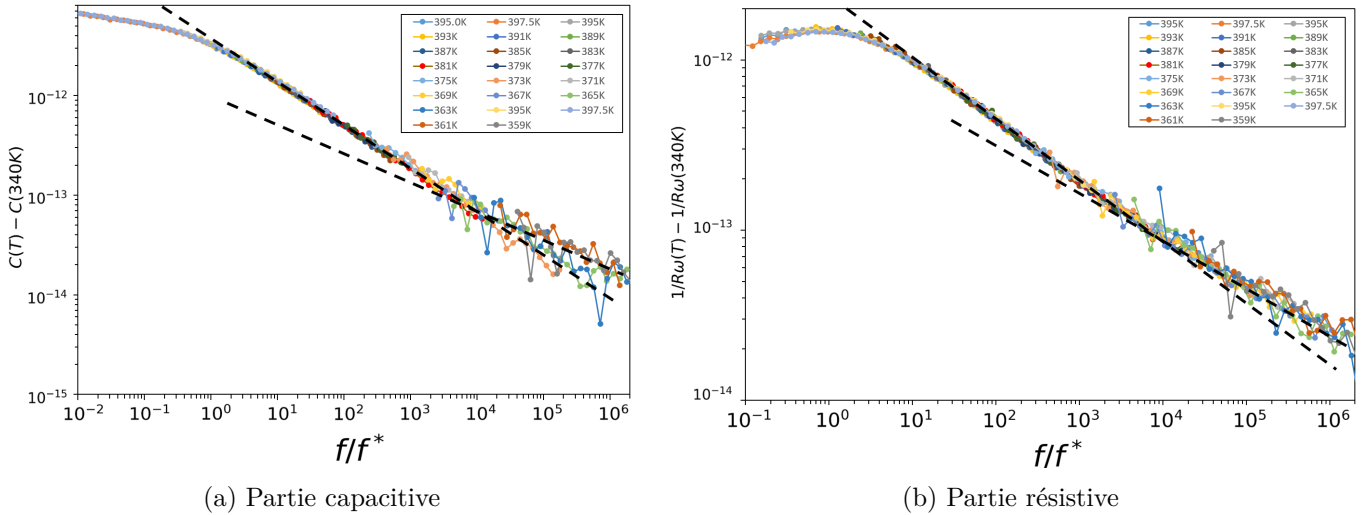 C(T) − C(340K)
10⁻¹²
10⁻¹³
10⁻¹⁴
10⁻¹⁵
395.0K 397.5K 395K
393K 391K 389K
387K 385K 383K
381K 379K 377K
375K 373K 371K
369K 367K 365K
363K 395K 397.5K
361K 359K
10⁻² 10⁻¹ 10⁰ 10¹ 10² 10³ 10⁴ 10⁵ 10⁶
f/f*
(a) Partie capacitive
1/Rω(T) − 1/Rω(340K)
10⁻¹²
10⁻¹³
10⁻¹⁴
395K 397.5K 395K
393K 391K 389K
387K 385K 383K
381K 379K 377K
375K 373K 371K
369K 367K 365K
363K 395K 397.5K
361K 359K
10⁻¹ 10⁰ 10¹ 10² 10³ 10⁴ 10⁵ 10⁶
f/f*
(b) Partie résistive